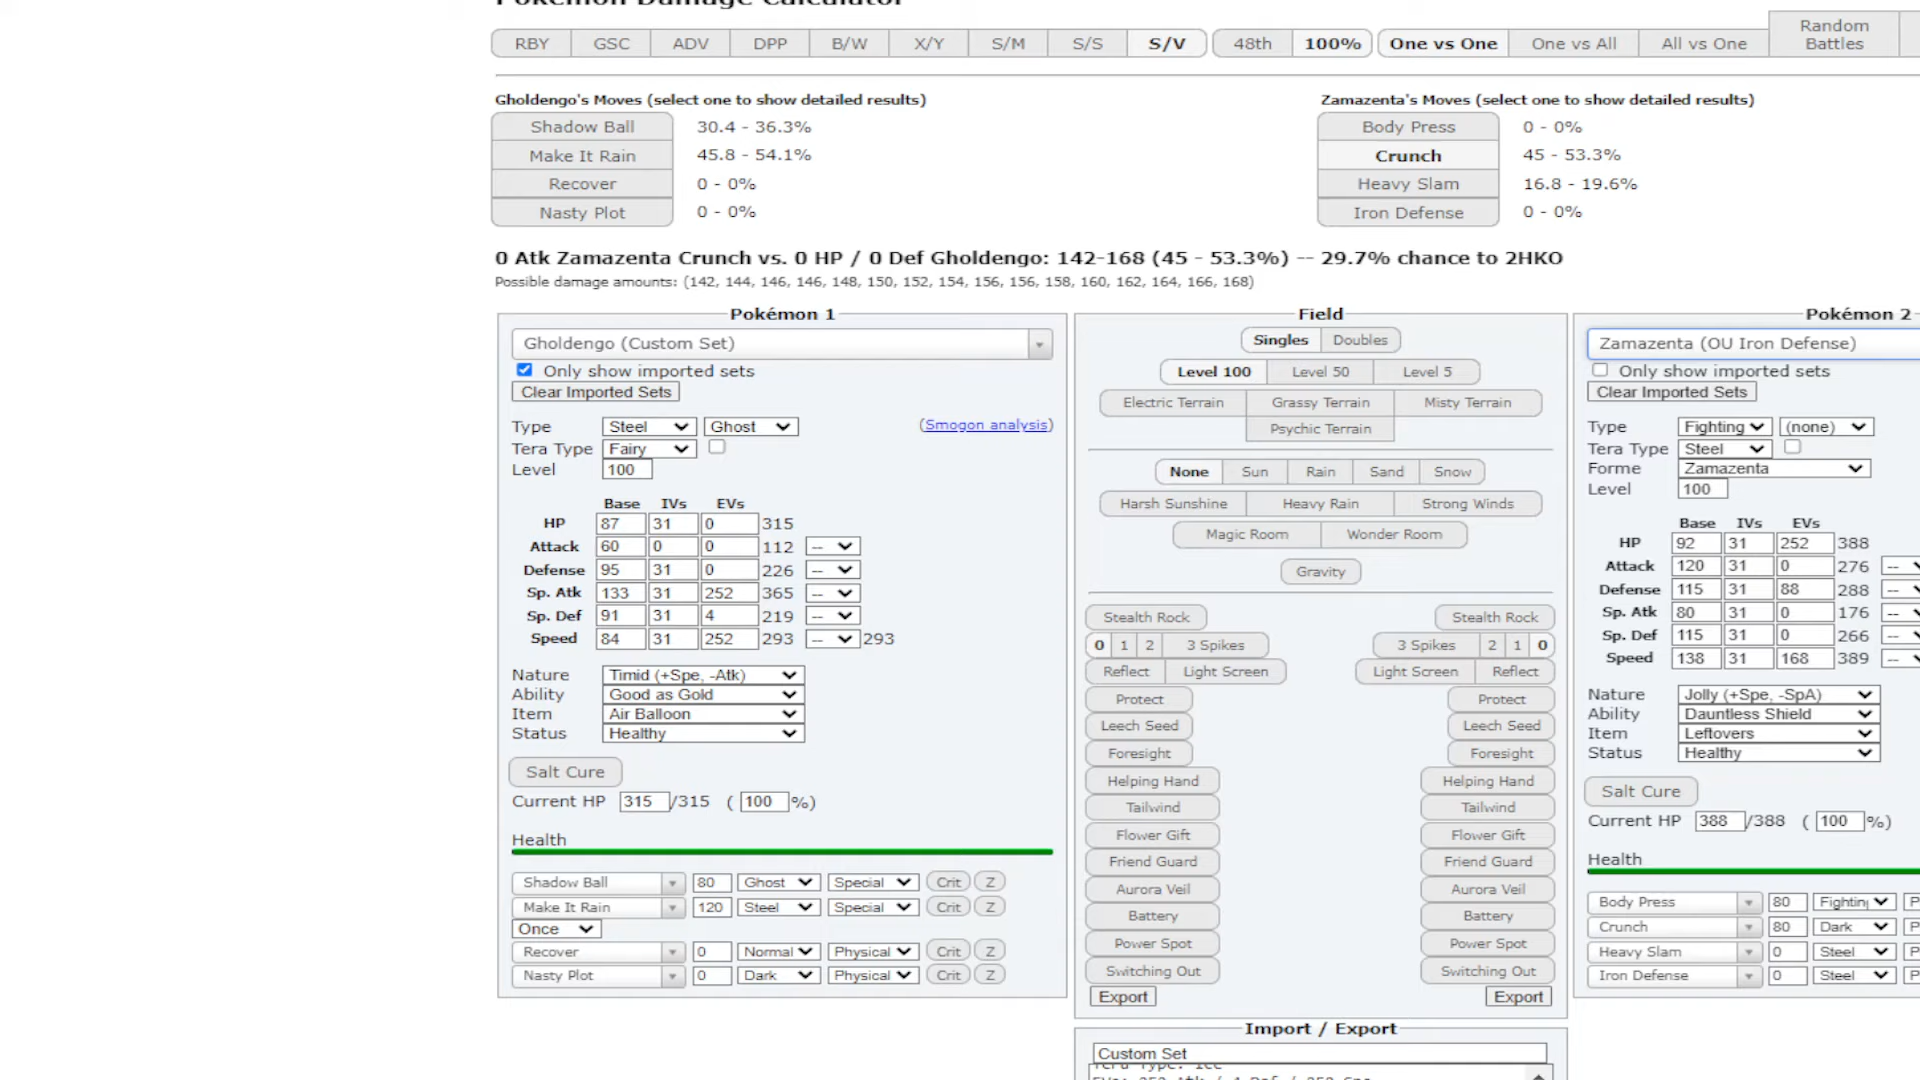 Pokémon Damage Calculator
RBY GSC ADV DPP B/W X/Y S/M S/S S/V 48th 100% One vs One One vs All All vs One Random Battles
Gholdengo's Moves (select one to show detailed results)
Shadow Ball 30.4 - 36.3%
Make It Rain 45.8 - 54.1%
Recover 0 - 0%
Nasty Plot 0 - 0%
Zamazenta's Moves (select one to show detailed results)
Body Press 0 - 0%
Crunch 45 - 53.3%
Heavy Slam 16.8 - 19.6%
Iron Defense 0 - 0%
0 Atk Zamazenta Crunch vs. 0 HP / 0 Def Gholdengo: 142-168 (45 - 53.3%) -- 29.7% chance to 2HKO
Possible damage amounts: (142, 144, 146, 146, 148, 150, 152, 154, 156, 156, 158, 160, 162, 164, 166, 168)
Pokémon 1
Gholdengo (Custom Set)
Only show imported sets
Clear Imported Sets
Type Steel Ghost (Smogon analysis)
Tera Type Fairy
Level 100
Base IVs EVs
HP 87 31 0 315
Attack 60 0 0 112 --
Defense 95 31 0 226 --
Sp. Atk 133 31 252 365 --
Sp. Def 91 31 4 219 --
Speed 84 31 252 293 -- 293
Nature Timid (+Spe, -Atk)
Ability Good as Gold
Item Air Balloon
Status Healthy
Salt Cure
Current HP 315 /315 ( 100 %)
Health
Shadow Ball 80 Ghost Special Crit Z
Make It Rain 120 Steel Special Crit Z
Once
Recover 0 Normal Physical Crit Z
Nasty Plot 0 Dark Physical Crit Z
Field
Singles Doubles
Level 100 Level 50 Level 5
Electric Terrain Grassy Terrain Misty Terrain
Psychic Terrain
None Sun Rain Sand Snow
Harsh Sunshine Heavy Rain Strong Winds
Magic Room Wonder Room
Gravity
Stealth Rock Stealth Rock
0 1 2 3 Spikes 3 Spikes 2 1 0
Reflect Light Screen Light Screen Reflect
Protect Protect
Leech Seed Leech Seed
Foresight Foresight
Helping Hand Helping Hand
Tailwind Tailwind
Flower Gift Flower Gift
Friend Guard Friend Guard
Aurora Veil Aurora Veil
Battery Battery
Power Spot Power Spot
Switching Out Switching Out
Export Export
Import / Export
Custom Set
Pokémon 2
Zamazenta (OU Iron Defense)
Only show imported sets
Clear Imported Sets
Type Fighting (none)
Tera Type Steel
Forme Zamazenta
Level 100
Base IVs EVs
HP 92 31 252 388
Attack 120 31 0 276 --
Defense 115 31 88 288 --
Sp. Atk 80 31 0 176 --
Sp. Def 115 31 0 266 --
Speed 138 31 168 389 --
Nature Jolly (+Spe, -SpA)
Ability Dauntless Shield
Item Leftovers
Status Healthy
Salt Cure
Current HP 388 /388 ( 100 %)
Health
Body Press 80 Fighting P
Crunch 80 Dark P
Heavy Slam 0 Steel P
Iron Defense 0 Steel P